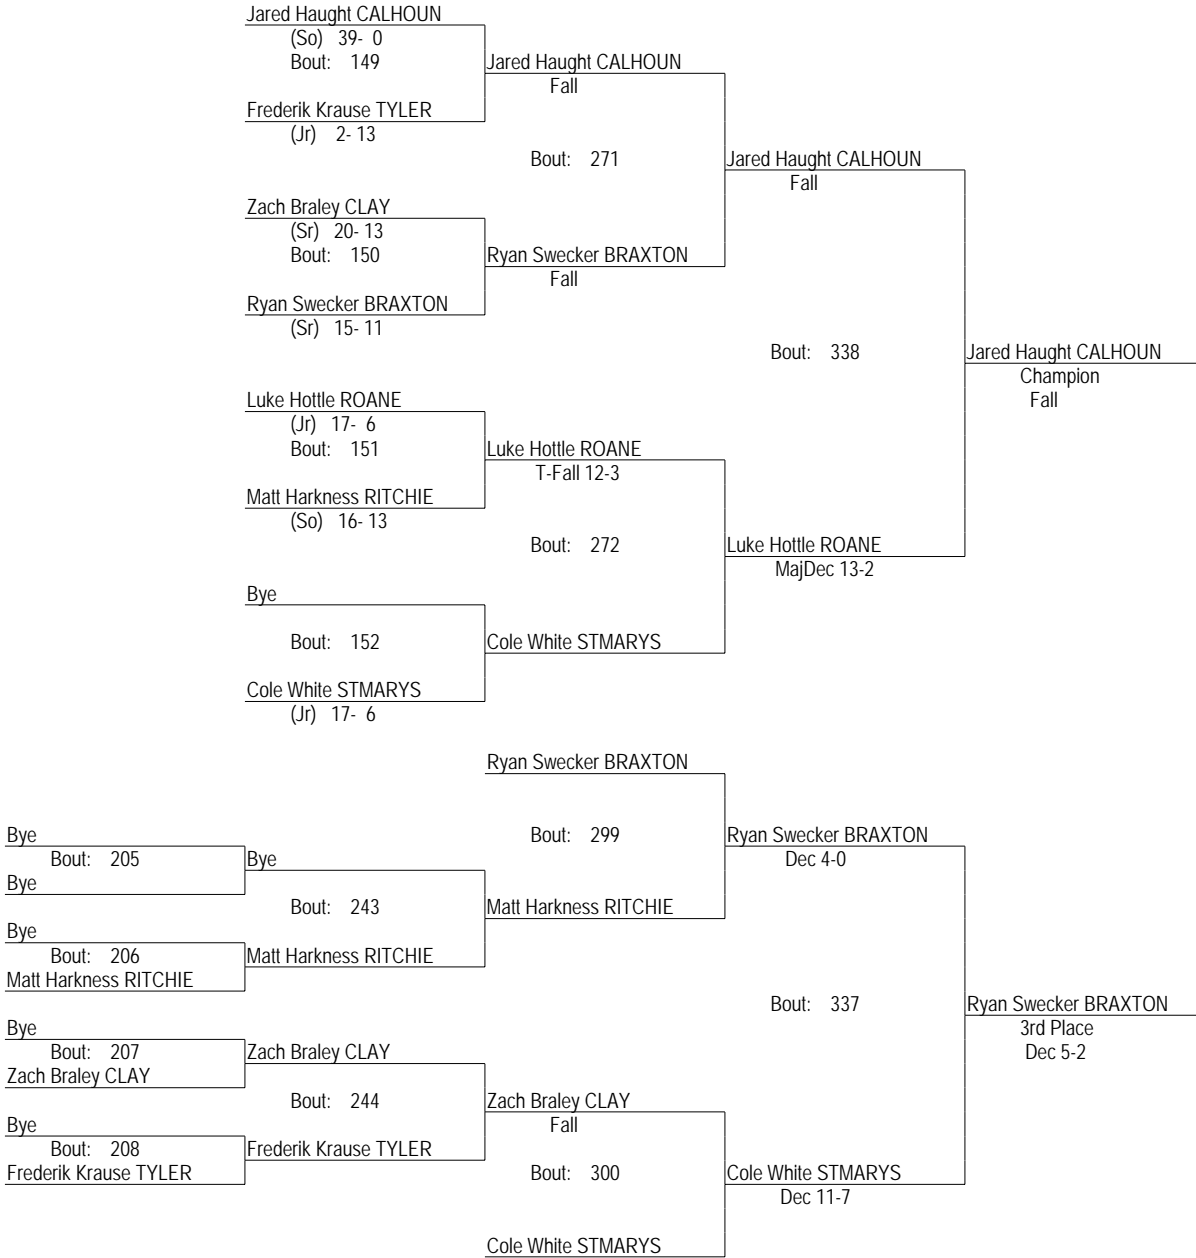 Jared Haught CALHOUN
(So) 39- 0
Bout: 149
Jared Haught CALHOUN
Fall
Frederik Krause TYLER
(Jr) 2- 13
Bout: 271
Jared Haught CALHOUN
Fall
Zach Braley CLAY
(Sr) 20- 13
Bout: 150
Ryan Swecker BRAXTON
Fall
Ryan Swecker BRAXTON
(Sr) 15- 11
Bout: 338
Jared Haught CALHOUN
Champion
Fall
Luke Hottle ROANE
(Jr) 17- 6
Bout: 151
Luke Hottle ROANE
T-Fall 12-3
Matt Harkness RITCHIE
(So) 16- 13
Bout: 272
Luke Hottle ROANE
MajDec 13-2
Bye
Bout: 152
Cole White STMARYS
Cole White STMARYS
(Jr) 17- 6
Ryan Swecker BRAXTON
Bout: 299
Ryan Swecker BRAXTON
Dec 4-0
Bye
Bout: 205
Bye
Bye
Bout: 243
Matt Harkness RITCHIE
Bye
Bout: 206
Matt Harkness RITCHIE
Matt Harkness RITCHIE
Bout: 337
Ryan Swecker BRAXTON
3rd Place
Dec 5-2
Bye
Bout: 207
Zach Braley CLAY
Zach Braley CLAY
Bout: 244
Zach Braley CLAY
Fall
Bye
Bout: 208
Frederik Krause TYLER
Frederik Krause TYLER
Bout: 300
Cole White STMARYS
Dec 11-7
Cole White STMARYS